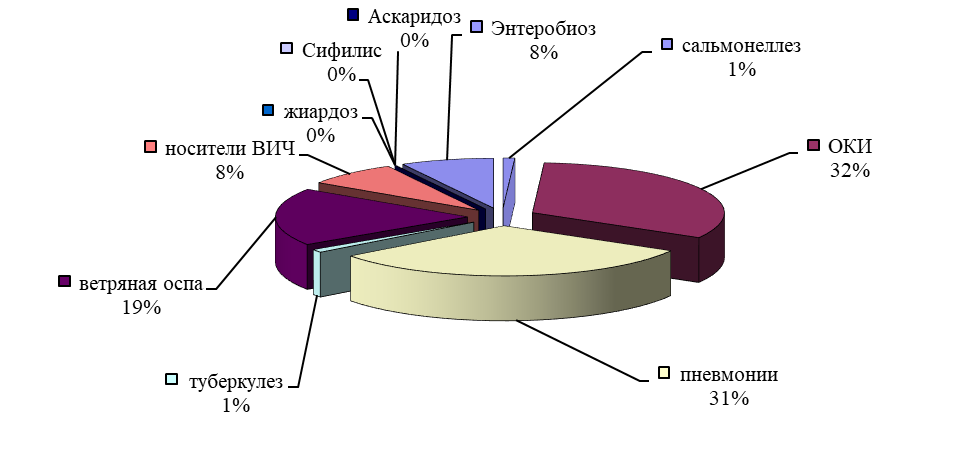 Аскаридоз
0%
Энтеробиоз
8%
сальмонеллез
1%
Сифилис
0%
жиардоз
0%
носители ВИЧ
8%
ОКИ
32%
ветряная оспа
19%
туберкулез
1%
пневмонии
31%